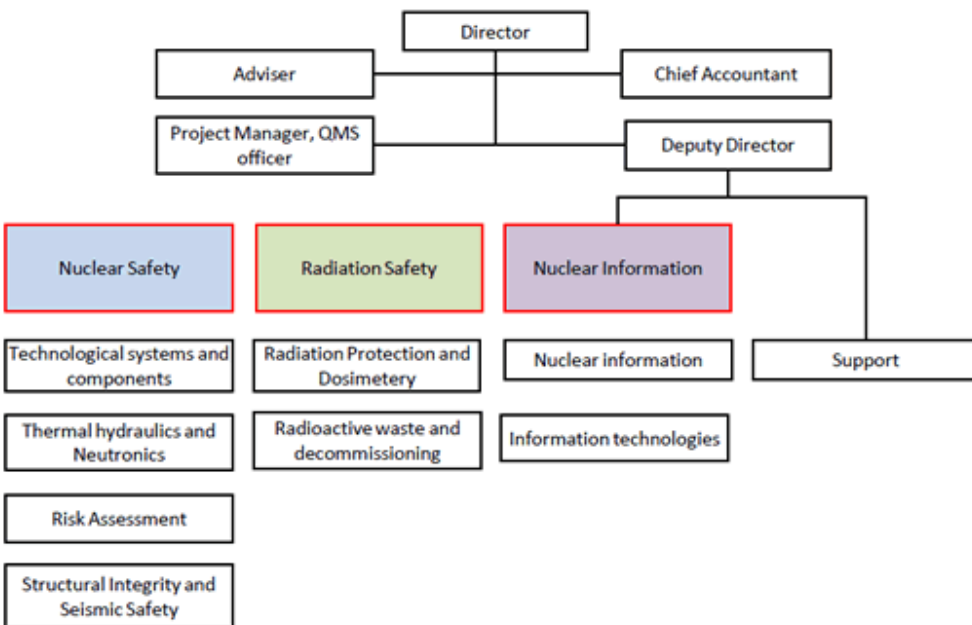 Director
Adviser
Chief Accountant
Project Manager, QMS
officer
Deputy Director
Nuclear Safety
Radiation Safety
Nuclear Information
Technological systems and
components
Radiation Protection and
Dosimetery
Nuclear information
Support
Thermal hydraulics and
Neutronics
Radioactive waste and
decommissioning
Information technologies
Risk Assessment
Structural Integrity and
Seismic Safety